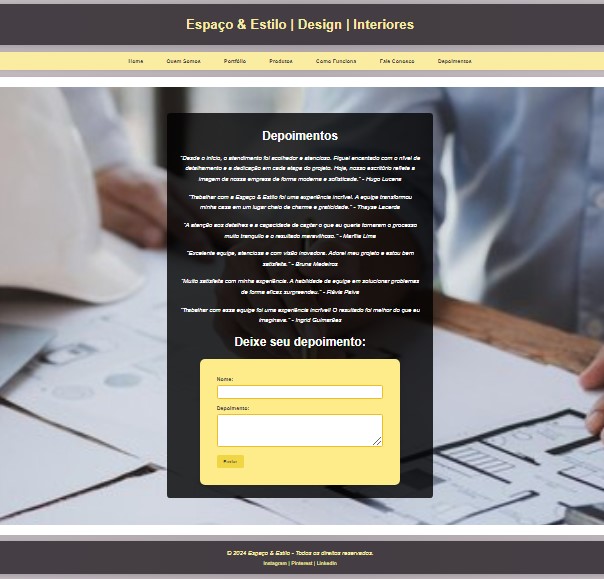 Espaço & Estilo | Design | Interiores
Home Quem Somos Portfólio Produtos Como Funciona Fale Conosco Depoimentos
Depoimentos
"Desde o início, o atendimento foi acolhedor e atencioso. Fiquei encantado com o nível de
detalhamento e a dedicação em cada etapa do projeto. Hoje, nosso escritório reflete a
imagem da nossa empresa de forma moderna e sofisticada." - Hugo Lucena
"Trabalhar com a Espaço & Estilo foi uma experiência incrível. A equipe transformou
minha casa em um lugar cheio de charme e praticidade." - Thayse Lacerda
"A atenção aos detalhes e a capacidade de captar o que eu queria tornaram o processo
muito tranquilo e o resultado maravilhoso." - Marília Lima
"Excelente equipe, atenciosa e com visão inovadora. Adorei meu projeto e estou bem
satisfeita." - Bruna Medeiros
"Muito satisfeita com minha experiência. A habilidade da equipe em solucionar problemas
de forma eficaz surpreendeu." - Flávia Paiva
"Trabalhar com essa equipe foi uma experiência incrível! O resultado foi melhor do que eu
imaginava." - Ingrid Guimarães
Deixe seu depoimento:
Nome:
Depoimento:
Enviar
© 2024 Espaço & Estilo - Todos os direitos reservados.
Instagram | Pinterest | LinkedIn